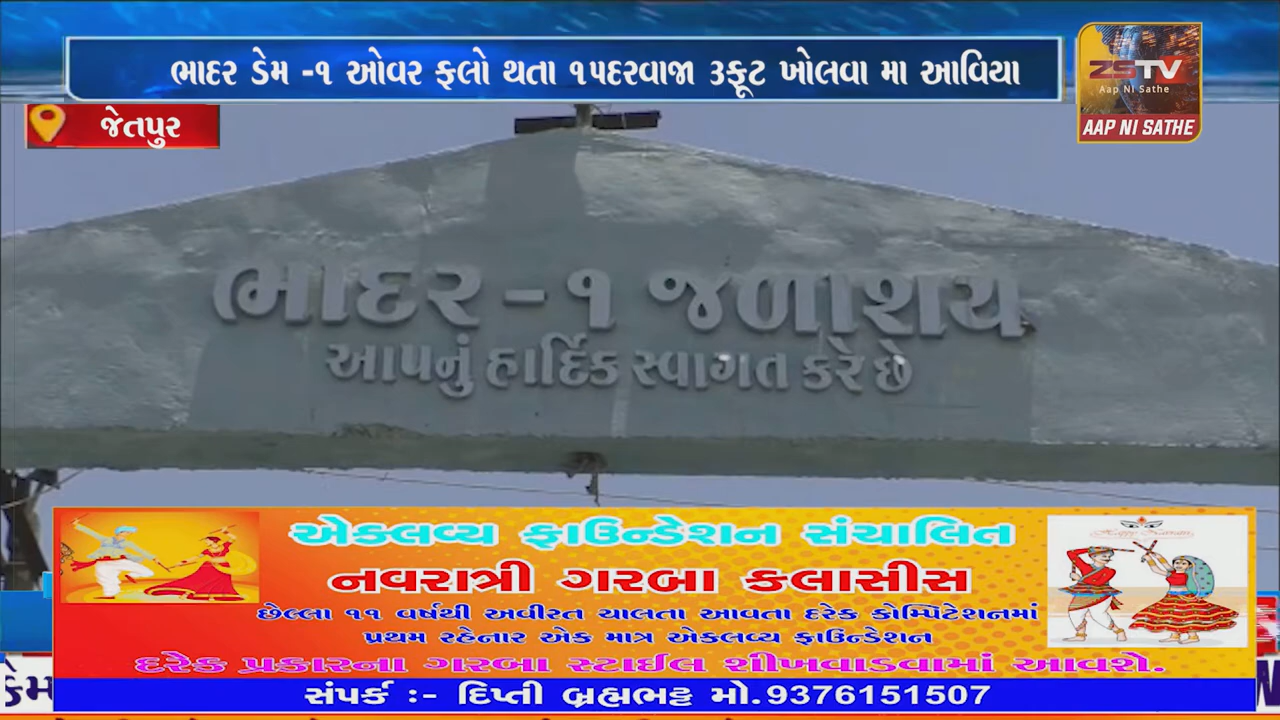 ભાદર ડેમ -૧ ઓવર ફલો થતા ૧૫દરવાજા ૩ફૂટ ખોલવા મા આવિયા
ZSTV
Aap Ni Sathe
AAP NI SATHE
જેતપુર
ભાદર - ૧ જળાશય
આપનું હાર્દિક સ્વાગત કરે છે
એકલવ્ય ફાઉન્ડેશન સંચાલિત
નવરાત્રી ગરબા કલાસીસ
છેલ્લા ૧૧ વર્ષથી અવીરત ચાલતા આવતા દરેક કોમ્પિટેશનમાં
પ્રથમ રહેનાર એક માત્ર એકલવ્ય ફાઉન્ડેશન
દરેક પ્રકારના ગરબા સ્ટાઈલ શીખવાડવામાં આવશે.
સંપર્ક :- દિપ્તી બ્રહ્મભટ્ટ મો.9376151507